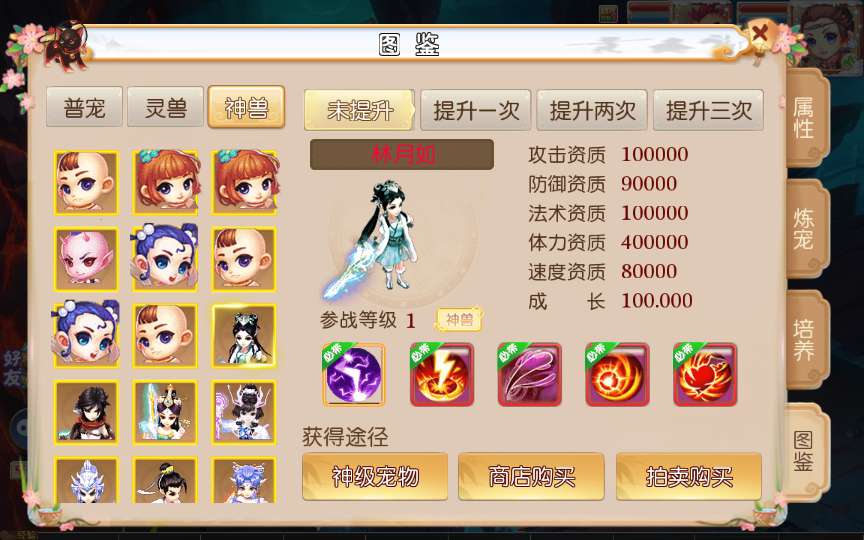 图 鉴
普宠 灵兽 神兽
未提升 提升一次 提升两次 提升三次
林月如
攻击资质 100000
防御资质 90000
法术资质 100000
体力资质 400000
速度资质 80000
成 长 100.000
参战等级 1 神兽
必带 必带 必带 必带 必带
获得途径
神级宠物 商店购买 拍卖购买
属性
炼宠
培养
图鉴
好友